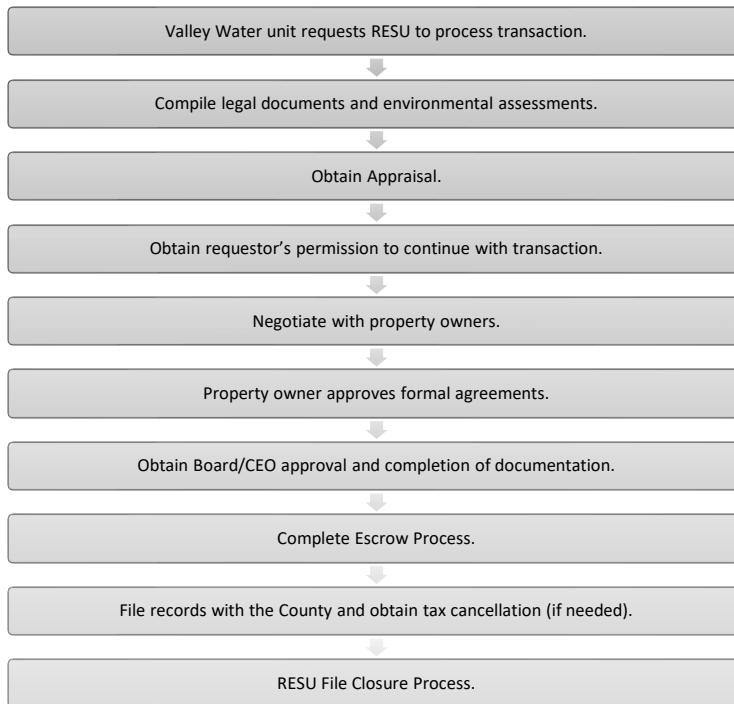 Valley Water unit requests RESU to process transaction.
Compile legal documents and environmental assessments.
Obtain Appraisal.
Obtain requestor’s permission to continue with transaction.
Negotiate with property owners.
Property owner approves formal agreements.
Obtain Board/CEO approval and completion of documentation.
Complete Escrow Process.
File records with the County and obtain tax cancellation (if needed).
RESU File Closure Process.